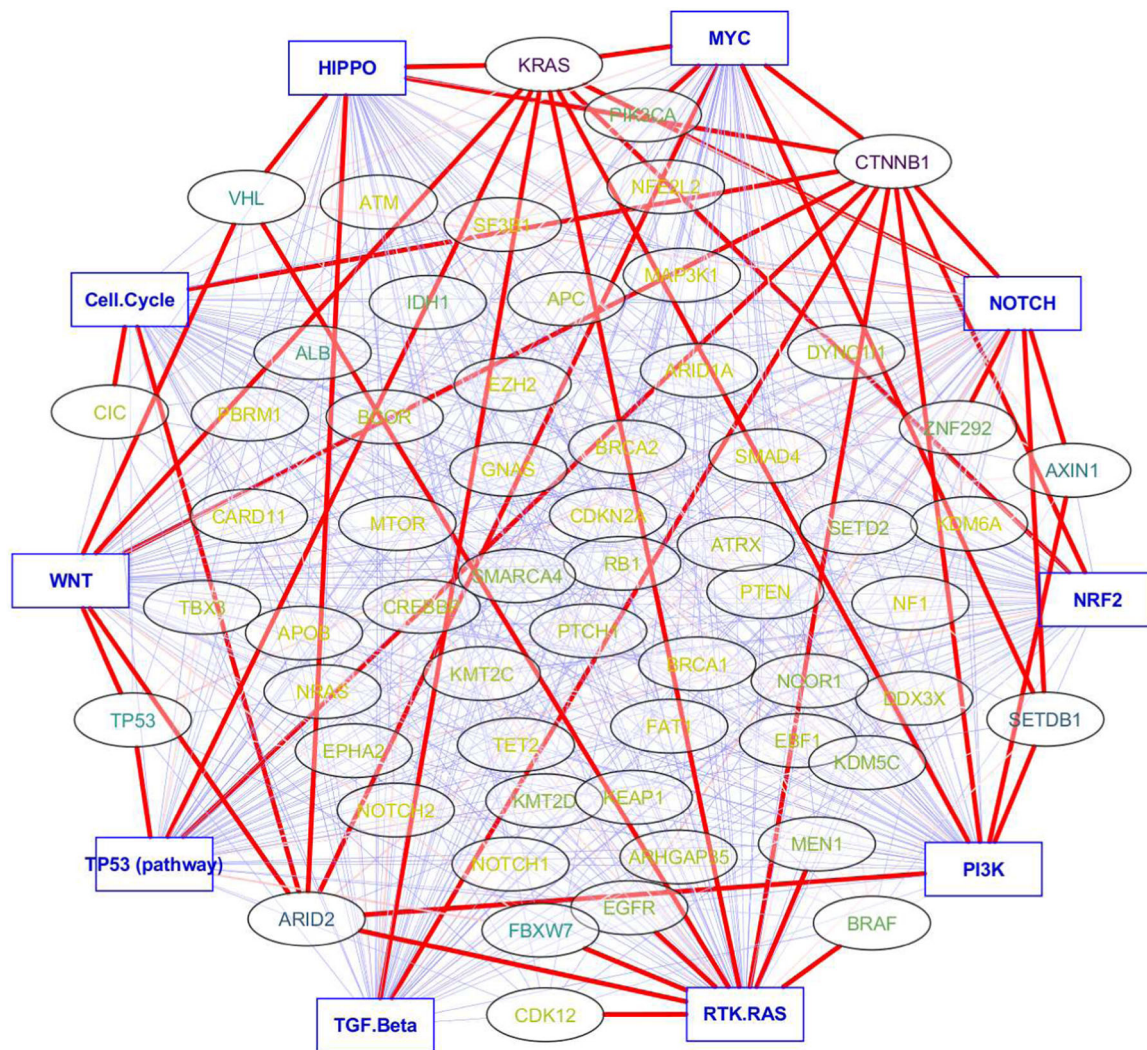 MYC
HIPPO
KRAS
PIK3CA
CTNNB1
VHL
ATM
NFE2L2
SF3B1
MAP3K1
Cell.Cycle
IDH1
APC
NOTCH
ALB
DYNC1I1
ARID1A
EZH2
CIC
PBRM1
BCOR
ZNF292
BRCA2
SMAD4
GNAS
AXIN1
CARD11
MTOR
CDKN2A
SETD2
KDM6A
ATRX
WNT
SMARCA4
RB1
PTEN
NRF2
TBX3
CREBBP
NF1
APOB
PTCH1
KMT2C
BRCA1
NCOR1
NRAS
DDX3X
TP53
FAT1
SETDB1
EPHA2
TET2
EBF1
KDM5C
NOTCH2
KMT2D
KEAP1
MEN1
TP53 (pathway)
NOTCH1
ARHGAP35
PI3K
ARID2
FBXW7
EGFR
BRAF
TGF.Beta
CDK12
RTK.RAS